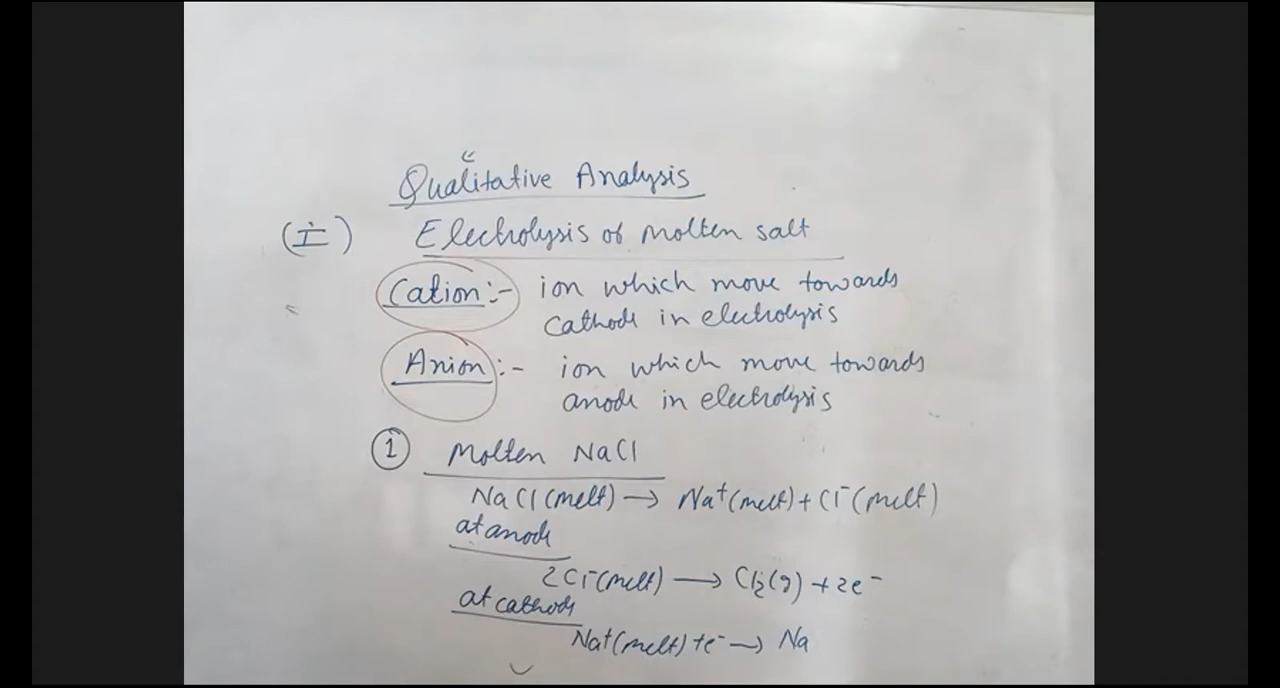 Qualitative Analysis
(I) Electrolysis of molten salt
Cation:- ion which move towards
cathode in electrolysis
Anion:- ion which move towards
anode in electrolysis
① Molten NaCl
NaCl(melt) → Na⁺(melt) + Cl⁻(melt)
at anode
2Cl⁻(melt) → Cl₂(g) + 2e⁻
at cathode
Na⁺(melt) + e⁻ → Na